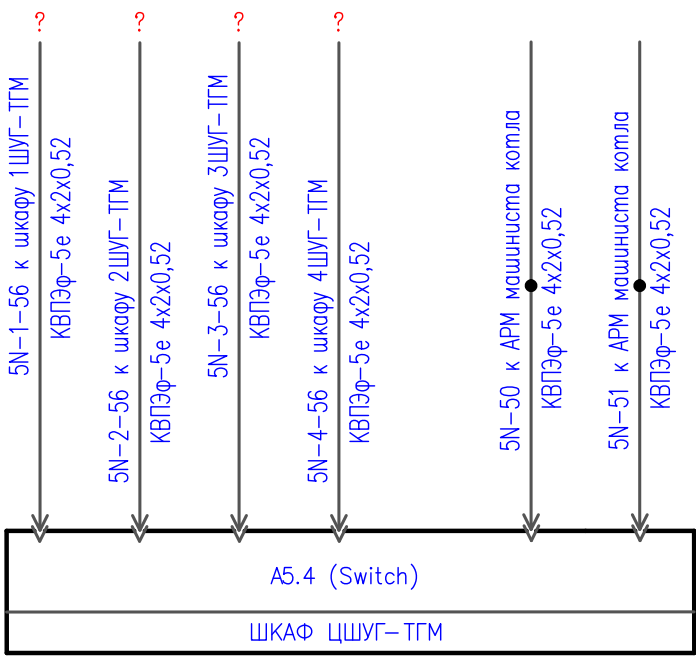 ?
?
?
?
5N-1-56 к шкафу 1ШУГ-ТГМ
КВПЭф-5е 4х2х0,52
5N-2-56 к шкафу 2ШУГ-ТГМ
КВПЭф-5е 4х2х0,52
5N-3-56 к шкафу 3ШУГ-ТГМ
КВПЭф-5е 4х2х0,52
5N-4-56 к шкафу 4ШУГ-ТГМ
КВПЭф-5е 4х2х0,52
5N-50 к АРМ машиниста котла
КВПЭф-5е 4х2х0,52
5N-51 к АРМ машиниста котла
КВПЭф-5е 4х2х0,52
А5.4 (Switch)
ШКАФ ЦШУГ-ТГМ